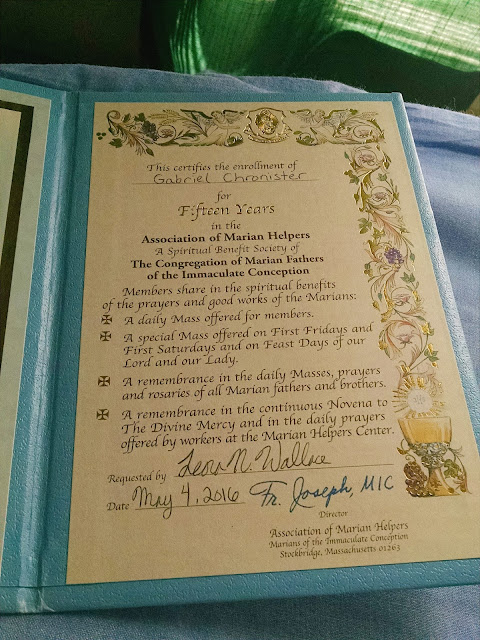 This certifies the enrollment of
Gabriel Chronister
for
Fifteen Years
in the
Association of Marian Helpers
A Spiritual Benefit Society of
The Congregation of Marian Fathers
of the Immaculate Conception
Members share in the spiritual benefits
of the prayers and good works of the Marians:
✠ A daily Mass offered for members.
✠ A special Mass offered on First Fridays and
First Saturdays and on Feast Days of our
Lord and our Lady.
✠ A remembrance in the daily Masses, prayers
and rosaries of all Marian fathers and brothers.
✠ A remembrance in the continuous Novena to
The Divine Mercy and in the daily prayers
offered by workers at the Marian Helpers Center.
Requested by Leora N. Wallace
Date May 4, 2016 Fr. Joseph, MIC
Director
Association of Marian Helpers
Marians of the Immaculate Conception
Stockbridge, Massachusetts 01263